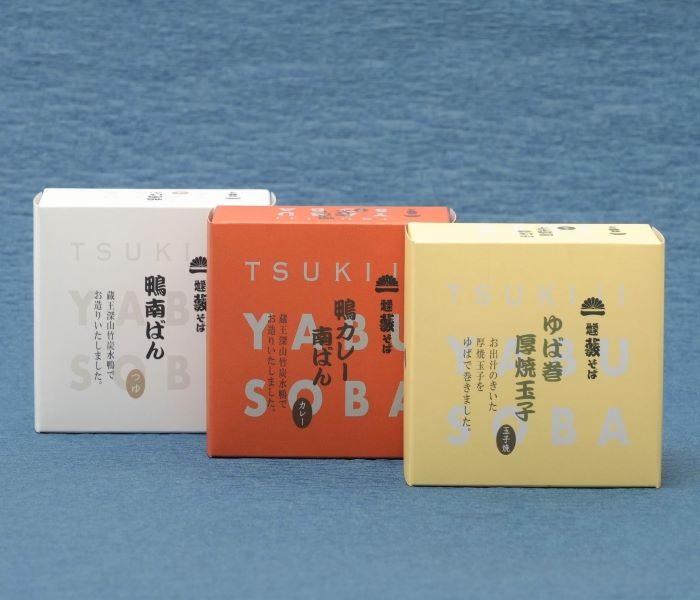 TSUKIJI
YABU
SOBA
鴨南ばん
蔵王深山竹炭水鴨で
お造りいたしました。
つゆ
TSUKIJI
YABU
SOBA
藪そば
鴨カレー
南ばん
蔵王深山竹炭水鴨で
お造りいたしました。
カレー
TSUKIJI
YABU
SOBA
藪そば
ゆば巻
厚焼玉子
お出汁のきいた
厚焼玉子を
ゆばで巻きました。
玉子焼